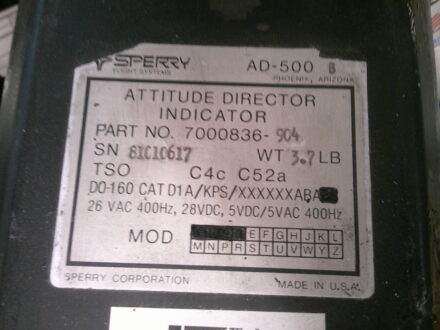 SPERRY
FLIGHT SYSTEMS
AD-500 B
PHOENIX, ARIZONA
ATTITUDE DIRECTOR
INDICATOR
PART NO. 7000836-904
SN 81010617 WT 3.7 LB
TSO C4c C52a
DO-160 CAT D1A/KPS/XXXXXXABA
26 VAC 400Hz, 28VDC, 5VDC/5VAC 400Hz
MOD E F G H J K L
M N P R S T U V W Y Z
SPERRY CORPORATION MADE IN U.S.A.